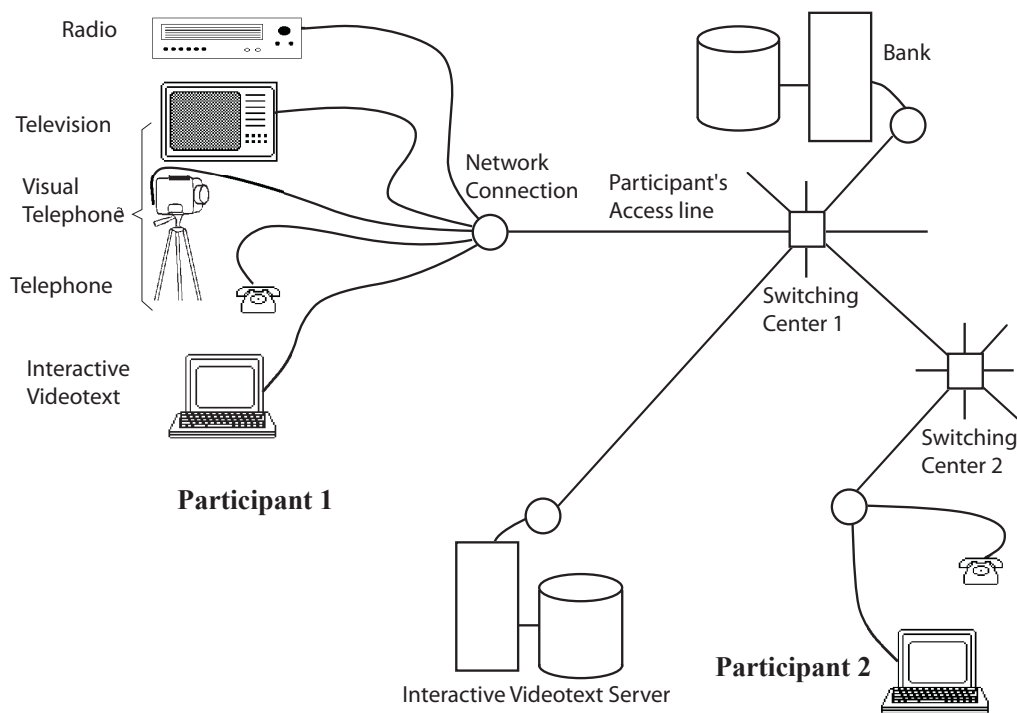 Radio
Bank
Television
Network
Connection
Participant's
Access line
Visual
Telephone
Telephone
Switching
Center 1
Interactive
Videotext
Switching
Center 2
Participant 1
Participant 2
Interactive Videotext Server